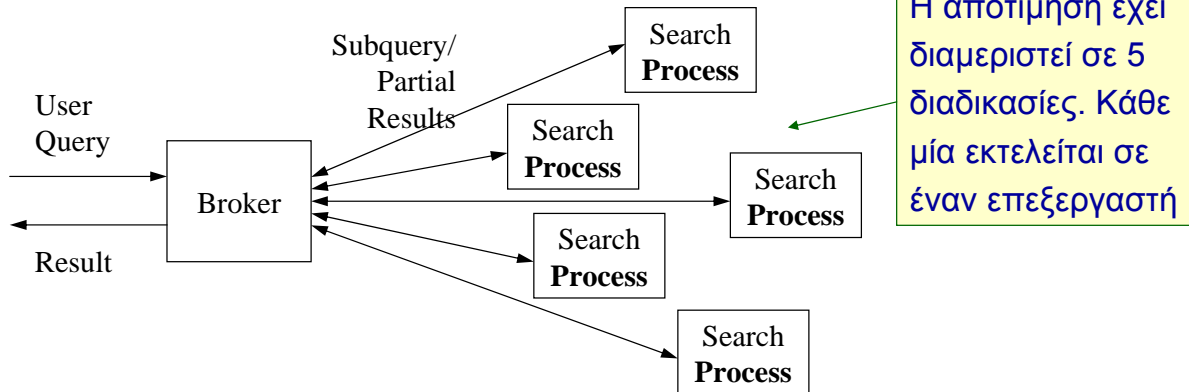 User
Query
Broker
Result
Subquery/
Partial
Results
Search
Process
Search
Process
Search
Process
Search
Process
Search
Process
Η αποτίμηση έχει
διαμεριστεί σε 5
διαδικασίες. Κάθε
μία εκτελείται σε
έναν επεξεργαστή